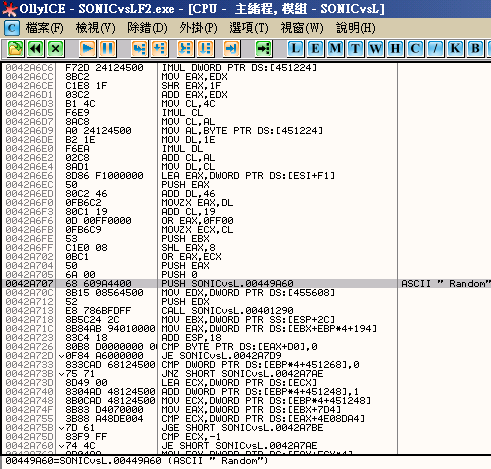 OllyICE - SONICvsLF2.exe - [CPU - 主緒程, 模組 - SONICvsL]
C 檔案(F) 檢視(V) 除錯(D) 外掛(P) 選項(T) 視窗(W) 說明(H)
L E M T W H C / K B
0042A6C6 F72D 24124500 IMUL DWORD PTR DS:[451224]
0042A6CC 8BC2 MOV EAX,EDX
0042A6CE C1E8 1F SHR EAX,1F
0042A6D1 03C2 ADD EAX,EDX
0042A6D3 B1 4C MOV CL,4C
0042A6D5 F6E9 IMUL CL
0042A6D7 8AC8 MOV CL,AL
0042A6D9 A0 24124500 MOV AL,BYTE PTR DS:[451224]
0042A6DE B2 1E MOV DL,1E
0042A6E0 F6EA IMUL DL
0042A6E2 02C8 ADD CL,AL
0042A6E4 8AD1 MOV DL,CL
0042A6E6 8D86 F1000000 LEA EAX,DWORD PTR DS:[ESI+F1]
0042A6EC 50 PUSH EAX
0042A6ED 80C2 46 ADD DL,46
0042A6F0 0FB6C2 MOVZX EAX,DL
0042A6F3 80C1 19 ADD CL,19
0042A6F6 0D 00FF0000 OR EAX,0FF00
0042A6FB 0FB6C9 MOVZX ECX,CL
0042A6FE 53 PUSH EBX
0042A6FF C1E0 08 SHL EAX,8
0042A702 0BC1 OR EAX,ECX
0042A704 50 PUSH EAX
0042A705 6A 00 PUSH 0
0042A707 68 609A4400 PUSH SONICvsL.00449A60 ASCII " Random")
0042A70C 8B15 08564500 MOV EDX,DWORD PTR DS:[455608]
0042A712 52 PUSH EDX
0042A713 E8 786BFDFF CALL SONICvsL.00401290
0042A718 8B5C24 2C MOV EBX,DWORD PTR SS:[ESP+2C]
0042A71C 8B84AB 94010000 MOV EAX,DWORD PTR DS:[EBX+EBP*4+194]
0042A723 83C4 18 ADD ESP,18
0042A726 80B8 D0000000 00 CMP BYTE PTR DS:[EAX+D0],0
0042A72D 0F84 A6000000 JE SONICvsL.0042A7D9
0042A733 833CAD 68124500 CMP DWORD PTR DS:[EBP*4+451268],0
0042A73B 75 71 JNZ SHORT SONICvsL.0042A7AE
0042A73D 8D49 00 LEA ECX,DWORD PTR DS:[ECX]
0042A740 8304AD 48124500 ADD DWORD PTR DS:[EBP*4+451248],1
0042A748 8B0CAD 48124500 MOV ECX,DWORD PTR DS:[EBP*4+451248]
0042A74F 8B83 D4070000 MOV EAX,DWORD PTR DS:[EBX+7D4]
0042A755 3B88 A48DE004 CMP ECX,DWORD PTR DS:[EAX+4E08DA4]
0042A75B 7D 61 JGE SHORT SONICvsL.0042A7BE
0042A75D 83F9 FF CMP ECX,-1
0042A760 74 4C JE SHORT SONICvsL.0042A7AE
00449A60=SONICvsL.00449A60 (ASCII " Random")